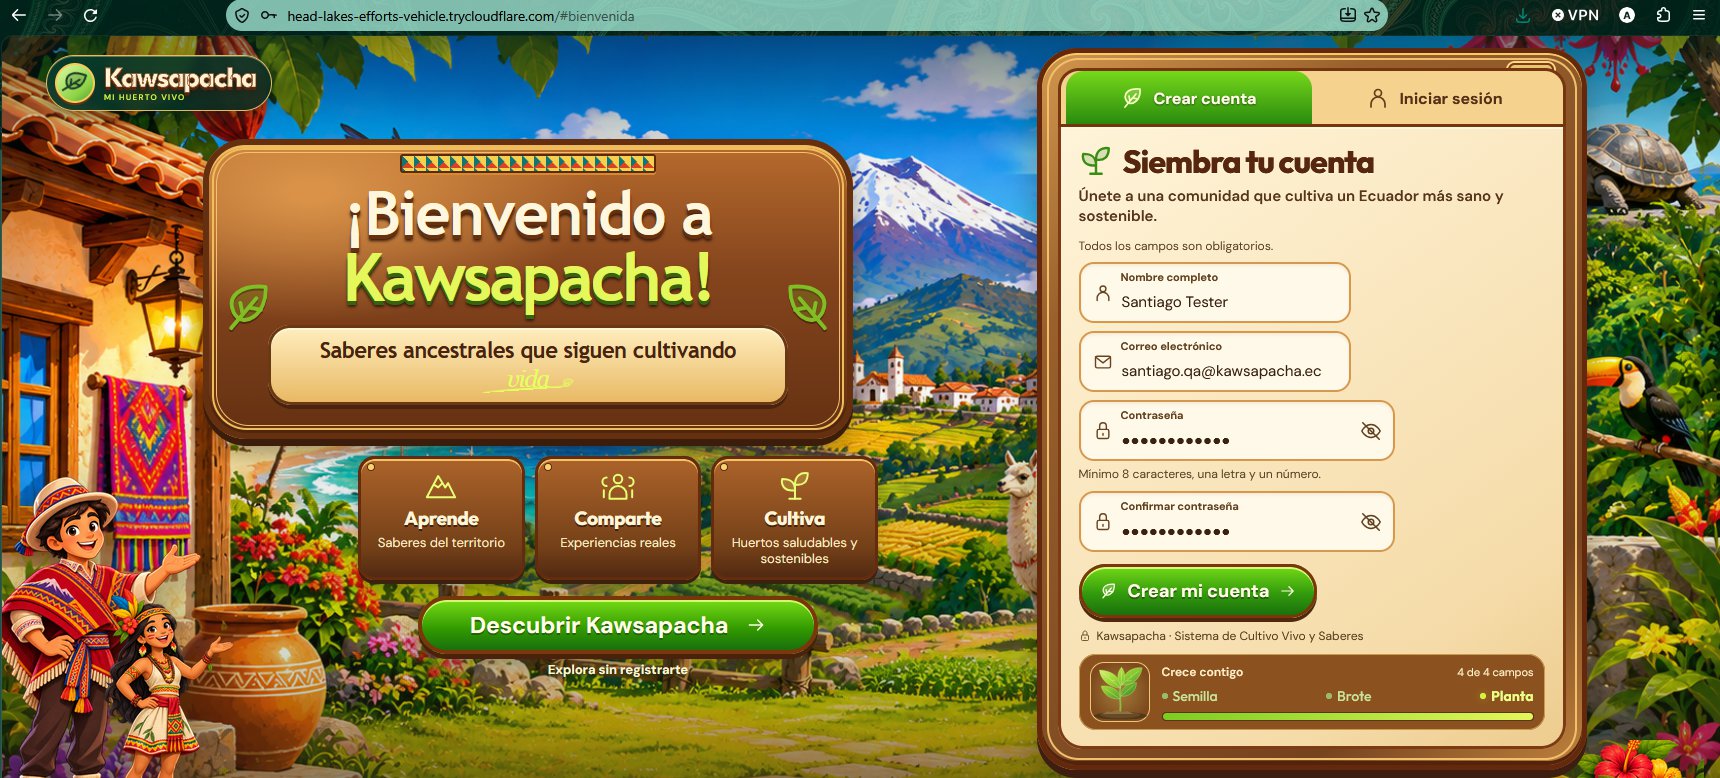 head-lakes-efforts-vehicle.trycloudflare.com/#bienvenida
VPN
A
Kawsapacha
MI HUERTO VIVO
¡Bienvenido a
Kawsapacha!
Saberes ancestrales que siguen cultivando
vida
Aprende
Saberes del territorio
Comparte
Experiencias reales
Cultiva
Huertos saludables y
sostenibles
Descubrir Kawsapacha →
Explora sin registrarte
Crear cuenta
Iniciar sesión
Siembra tu cuenta
Únete a una comunidad que cultiva un Ecuador más sano y
sostenible.
Todos los campos son obligatorios.
Nombre completo
Santiago Tester
Correo electrónico
santiago.qa@kawsapacha.ec
Contraseña
••••••••••••
Mínimo 8 caracteres, una letra y un número.
Confirmar contraseña
••••••••••••
Crear mi cuenta →
Kawsapacha · Sistema de Cultivo Vivo y Saberes
Crece contigo
4 de 4 campos
• Semilla
• Brote
• Planta